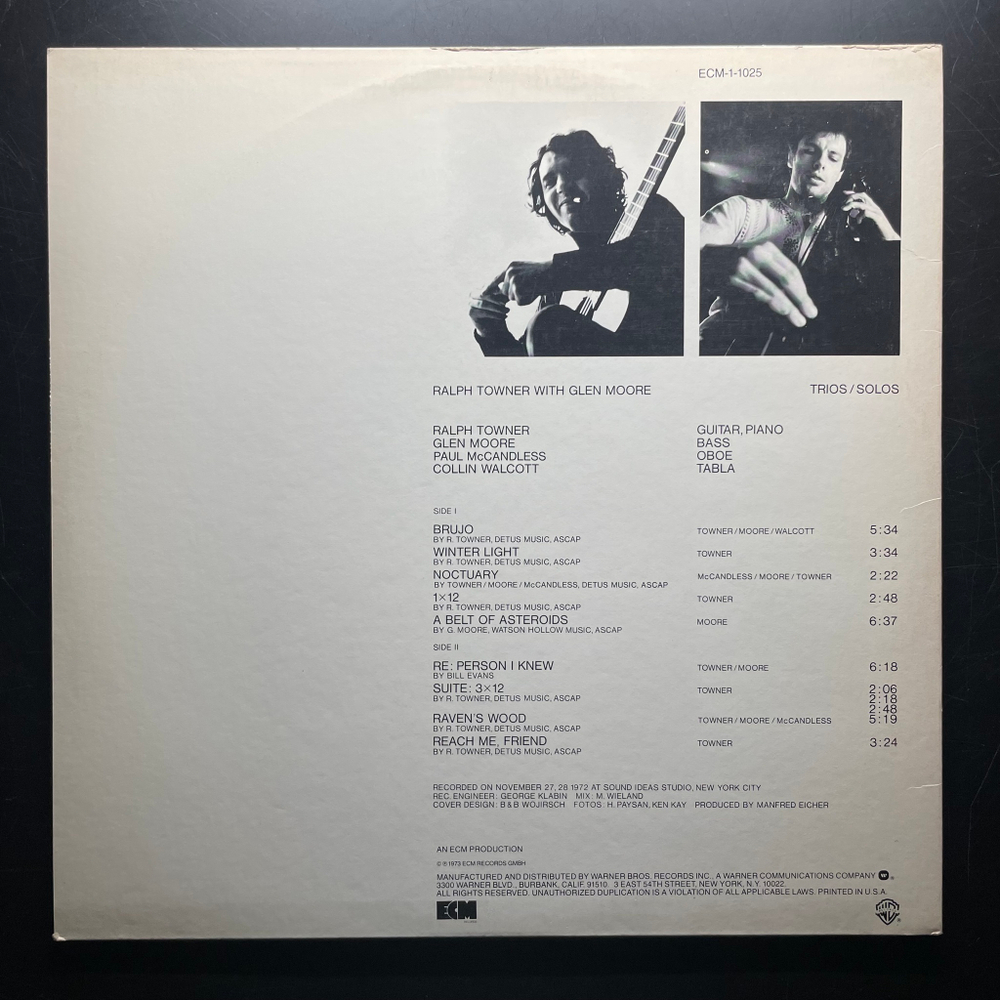 ECM-1-1025
RALPH TOWNER WITH GLEN MOORE TRIOS/SOLOS
RALPH TOWNER GUITAR, PIANO
GLEN MOORE BASS
PAUL McCANDLESS OBOE
COLLIN WALCOTT TABLA
SIDE I
BRUJO TOWNER/MOORE/WALCOTT 5:34
BY R. TOWNER, DETUS MUSIC, ASCAP
WINTER LIGHT TOWNER 3:34
BY R. TOWNER, DETUS MUSIC, ASCAP
NOCTUARY McCANDLESS/MOORE/TOWNER 2:22
BY TOWNER/MOORE/McCANDLESS, DETUS MUSIC, ASCAP
1×12 TOWNER 2:48
BY R. TOWNER, DETUS MUSIC, ASCAP
A BELT OF ASTEROIDS MOORE 6:37
BY G. MOORE, WATSON HOLLOW MUSIC, ASCAP
SIDE II
RE: PERSON I KNEW TOWNER/MOORE 6:18
BY BILL EVANS
SUITE: 3×12 TOWNER 2:06
BY R. TOWNER, DETUS MUSIC, ASCAP 2:18
2:48
RAVEN'S WOOD TOWNER/MOORE/McCANDLESS 5:19
BY R. TOWNER, DETUS MUSIC, ASCAP
REACH ME, FRIEND TOWNER 3:24
BY R. TOWNER, DETUS MUSIC, ASCAP
RECORDED ON NOVEMBER 27, 28 1972 AT SOUND IDEAS STUDIO, NEW YORK CITY
REC. ENGINEER: GEORGE KLABIN MIX: M. WIELAND
COVER DESIGN: B & B WOJIRSCH FOTOS: H. PAYSAN, KEN KAY PRODUCED BY MANFRED EICHER
AN ECM PRODUCTION
© ℗ 1973 ECM RECORDS GMBH
MANUFACTURED AND DISTRIBUTED BY WARNER BROS. RECORDS INC., A WARNER COMMUNICATIONS COMPANY
3300 WARNER BLVD., BURBANK, CALIF. 91510. 3 EAST 54TH STREET, NEW YORK, N.Y. 10022.
ALL RIGHTS RESERVED. UNAUTHORIZED DUPLICATION IS A VIOLATION OF ALL APPLICABLE LAWS. PRINTED IN U.S.A.
ECM